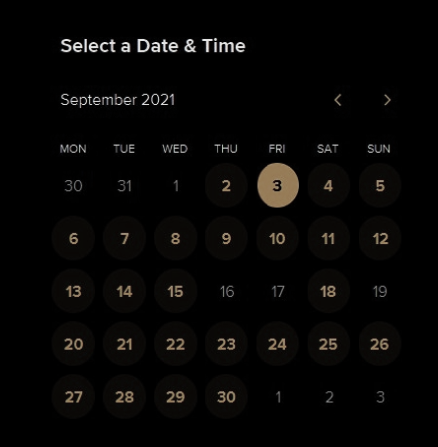 Select a Date & Time
September 2021
MON TUE WED THU FRI SAT SUN
30 31 1 2 3 4 5
6 7 8 9 10 11 12
13 14 15 16 17 18 19
20 21 22 23 24 25 26
27 28 29 30 1 2 3